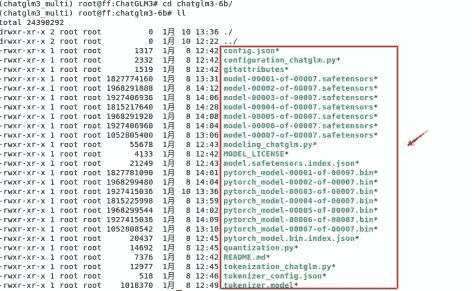 (chatglm3_multi) root@ff:ChatGLM3# cd chatglm3-6b/
(chatglm3_multi) root@ff:chatglm3-6b# ll
total 24390292
drwxr-xr-x 2 root root 0 1月 10 13:36 ./
drwxr-xr-x 2 root root 0 1月 10 12:22 ../
-rwxr-xr-x 1 root root 1317 1月 8 12:42 config.json*
-rwxr-xr-x 1 root root 2332 1月 8 12:42 configuration_chatglm.py*
-rwxr-xr-x 1 root root 1519 1月 8 12:42 gitattributes*
-rwxr-xr-x 1 root root 1827774160 1月 8 13:31 model-00001-of-00007.safetensors*
-rwxr-xr-x 1 root root 1968291888 1月 8 14:12 model-00002-of-00007.safetensors*
-rwxr-xr-x 1 root root 1927406936 1月 8 14:06 model-00003-of-00007.safetensors*
-rwxr-xr-x 1 root root 1815217640 1月 8 14:28 model-00004-of-00007.safetensors*
-rwxr-xr-x 1 root root 1968291920 1月 8 14:08 model-00005-of-00007.safetensors*
-rwxr-xr-x 1 root root 1927406960 1月 8 14:04 model-00006-of-00007.safetensors*
-rwxr-xr-x 1 root root 1052805400 1月 8 13:06 model-00007-of-00007.safetensors*
-rwxr-xr-x 1 root root 55678 1月 8 12:43 modeling_chatglm.py*
-rwxr-xr-x 1 root root 4133 1月 8 12:42 MODEL_LICENSE*
-rwxr-xr-x 1 root root 21249 1月 8 12:43 model.safetensors.index.json*
-rwxr-xr-x 1 root root 1827781090 1月 8 14:01 pytorch_model-00001-of-00007.bin*
-rwxr-xr-x 1 root root 1968299480 1月 8 14:04 pytorch_model-00002-of-00007.bin*
-rwxr-xr-x 1 root root 1927415036 1月 10 13:36 pytorch_model-00003-of-00007.bin*
-rwxr-xr-x 1 root root 1815225998 1月 8 13:59 pytorch_model-00004-of-00007.bin*
-rwxr-xr-x 1 root root 1968299544 1月 8 14:02 pytorch_model-00005-of-00007.bin*
-rwxr-xr-x 1 root root 1927415036 1月 8 14:09 pytorch_model-00006-of-00007.bin*
-rwxr-xr-x 1 root root 1052808542 1月 8 13:10 pytorch_model-00007-of-00007.bin*
-rwxr-xr-x 1 root root 20437 1月 8 12:45 pytorch_model.bin.index.json*
-rwxr-xr-x 1 root root 14692 1月 8 12:45 quantization.py*
-rwxr-xr-x 1 root root 7376 1月 8 12:42 README.md*
-rwxr-xr-x 1 root root 12977 1月 8 12:45 tokenization_chatglm.py*
-rwxr-xr-x 1 root root 518 1月 8 12:46 tokenizer_config.json*
-rwxr-xr-x 1 root root 1018370 1月 8 12:49 tokenizer.model*